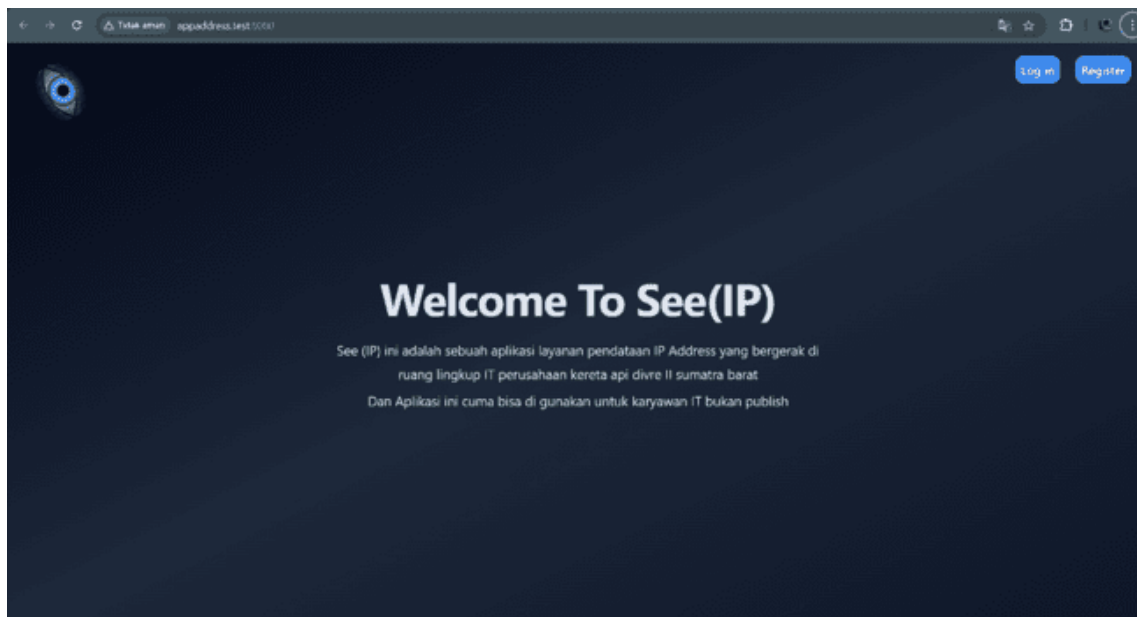 Tidak aman appaddress.test
Log in Register
Welcome To See(IP)
See (IP) ini adalah sebuah aplikasi layanan pendataan IP Address yang bergerak di
ruang lingkup IT perusahaan kereta api divre II sumatra barat
Dan Aplikasi ini cuma bisa di gunakan untuk karyawan IT bukan publish